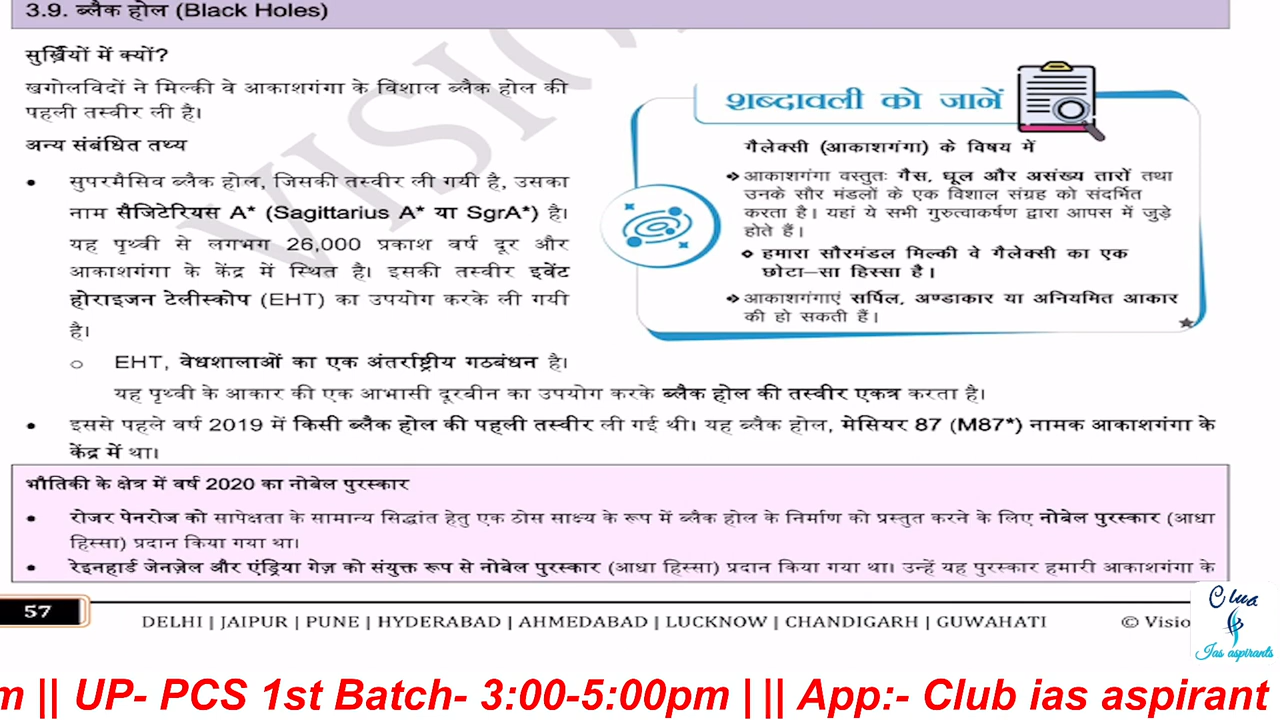 3.9. ब्लैक होल (Black Holes)
सुर्ख़ियों में क्यों?
खगोलविदों ने मिल्की वे आकाशगंगा के विशाल ब्लैक होल की
पहली तस्वीर ली है।
अन्य संबंधित तथ्य
• सुपरमैसिव ब्लैक होल, जिसकी तस्वीर ली गयी है, उसका
नाम सैजिटेरियस A* (Sagittarius A* या SgrA*) है।
यह पृथ्वी से लगभग 26,000 प्रकाश वर्ष दूर और
आकाशगंगा के केंद्र में स्थित है। इसकी तस्वीर इवेंट
होराइजन टेलीस्कोप (EHT) का उपयोग करके ली गयी
है।
o EHT, वेधशालाओं का एक अंतर्राष्ट्रीय गठबंधन है।
यह पृथ्वी के आकार की एक आभासी दूरबीन का उपयोग करके ब्लैक होल की तस्वीर एकत्र करता है।
• इससे पहले वर्ष 2019 में किसी ब्लैक होल की पहली तस्वीर ली गई थी। यह ब्लैक होल, मेसियर 87 (M87*) नामक आकाशगंगा के
केंद्र में था।
शब्दावली को जानें
गैलेक्सी (आकाशगंगा) के विषय में
आकाशगंगा वस्तुतः गैस, धूल और असंख्य तारों तथा
उनके सौर मंडलों के एक विशाल संग्रह को संदर्भित
करता है। यहां ये सभी गुरुत्वाकर्षण द्वारा आपस में जुड़े
होते हैं।
हमारा सौरमंडल मिल्की वे गैलेक्सी का एक
छोटा-सा हिस्सा है।
आकाशगंगाएं सर्पिल, अण्डाकार या अनियमित आकार
की हो सकती हैं।
भौतिकी के क्षेत्र में वर्ष 2020 का नोबेल पुरस्कार
• रोजर पेनरोज को सापेक्षता के सामान्य सिद्धांत हेतु एक ठोस साक्ष्य के रूप में ब्लैक होल के निर्माण को प्रस्तुत करने के लिए नोबेल पुरस्कार (आधा
हिस्सा) प्रदान किया गया था।
• रेइनहार्ड जेनज़ेल और एंड्रिया गेज़ को संयुक्त रूप से नोबेल पुरस्कार (आधा हिस्सा) प्रदान किया गया था। उन्हें यह पुरस्कार हमारी आकाशगंगा के
57
DELHI | JAIPUR | PUNE | HYDERABAD | AHMEDABAD | LUCKNOW | CHANDIGARH | GUWAHATI
© Visio
Club
Ias aspirants
m || UP- PCS 1st Batch- 3:00-5:00pm | || App:- Club ias aspirant